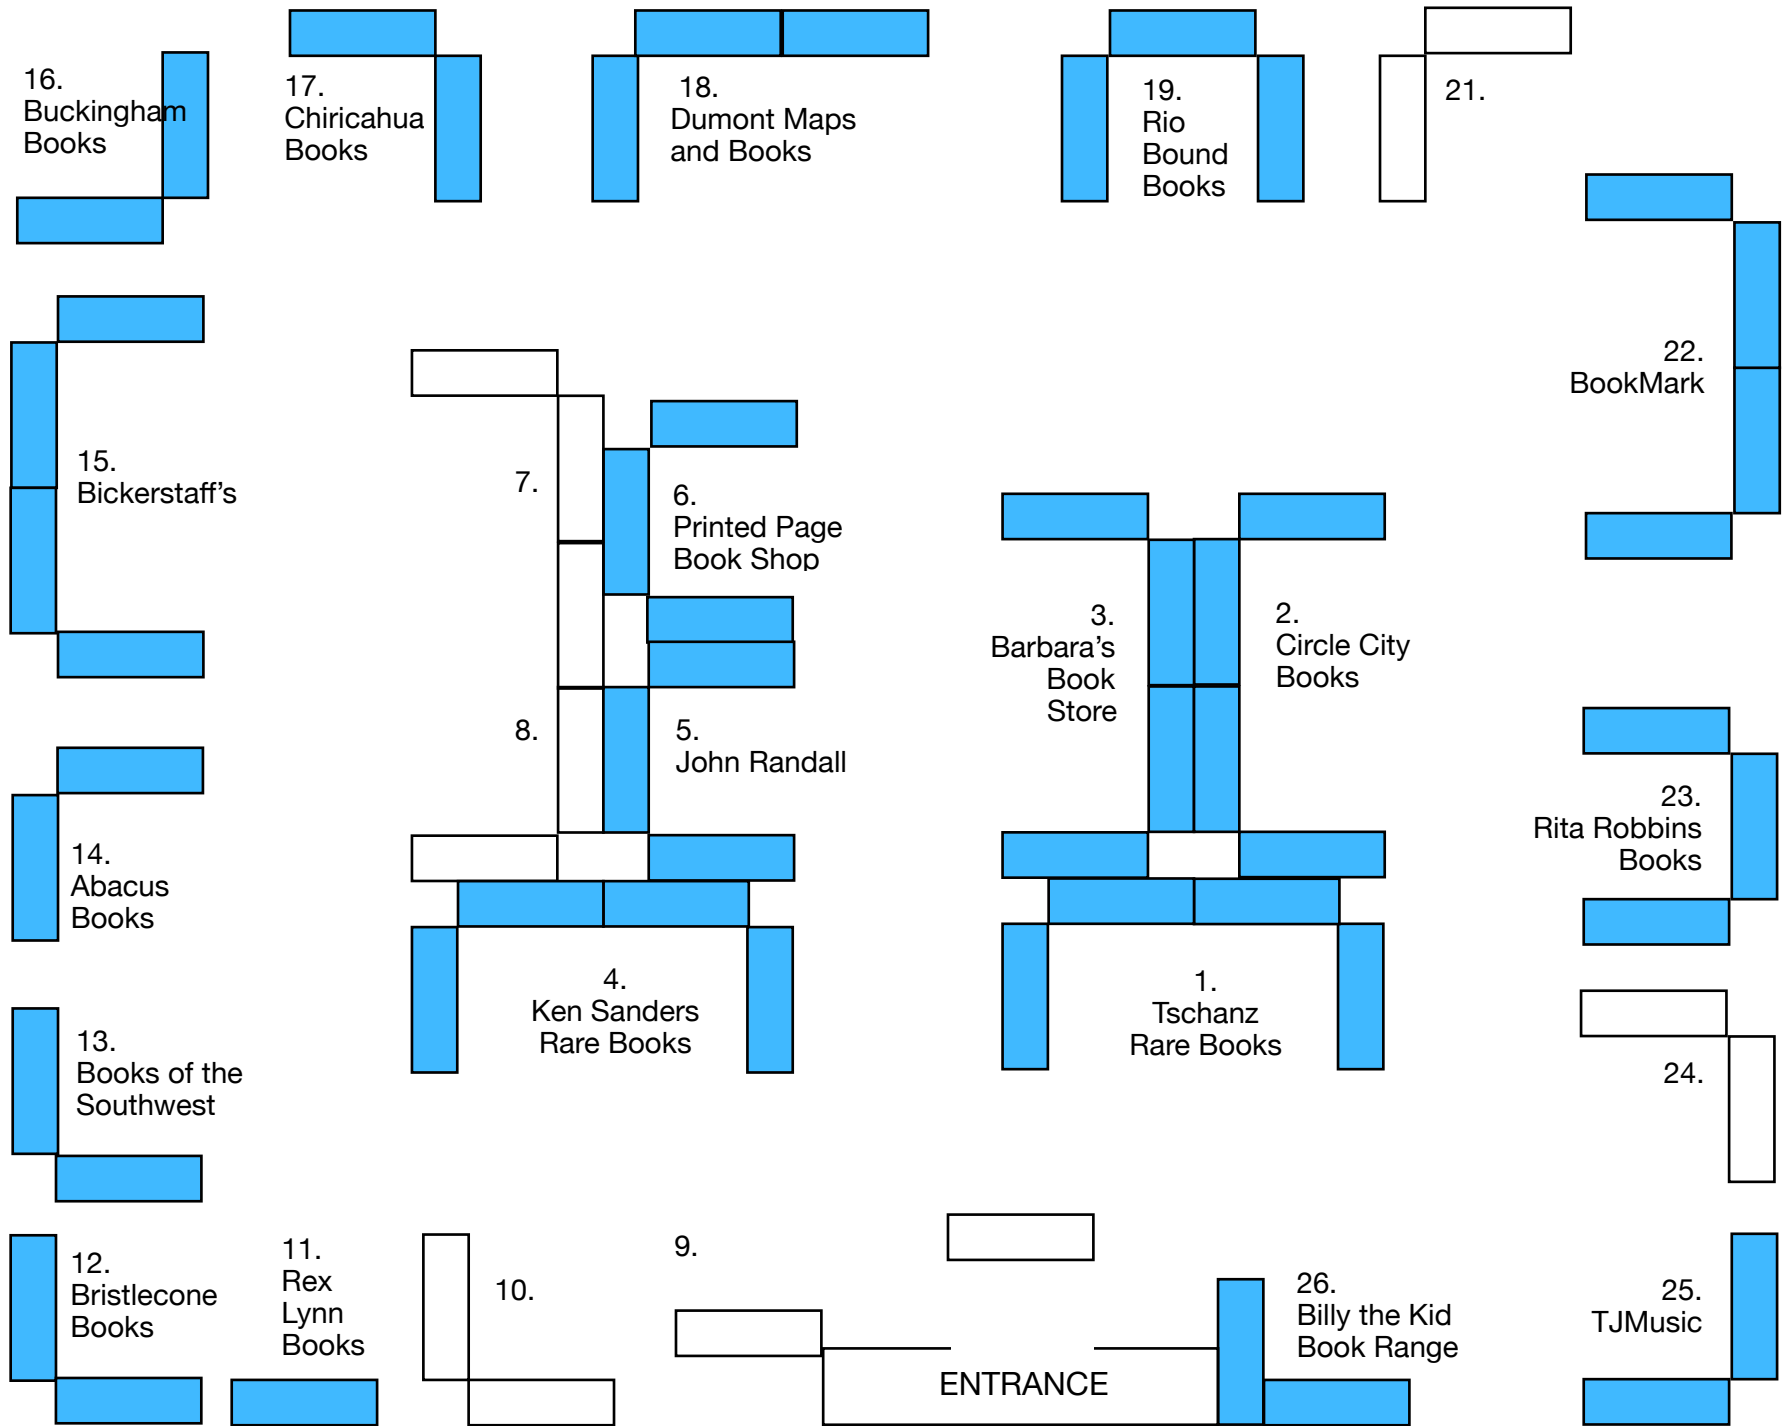 16.
Buckingham
Books
17.
Chiricahua
Books
18.
Dumont Maps
and Books
19.
Rio
Bound
Books
21.
22.
BookMark
15.
Bickerstaff’s
7.
6.
Printed Page
Book Shop
3.
Barbara’s
Book
Store
2.
Circle City
Books
8.
5.
John Randall
23.
Rita Robbins
Books
14.
Abacus
Books
4.
Ken Sanders
Rare Books
1.
Tschanz
Rare Books
13.
Books of the
Southwest
24.
12.
Bristlecone
Books
11.
Rex
Lynn
Books
10.
9.
ENTRANCE
26.
Billy the Kid
Book Range
25.
TJMusic